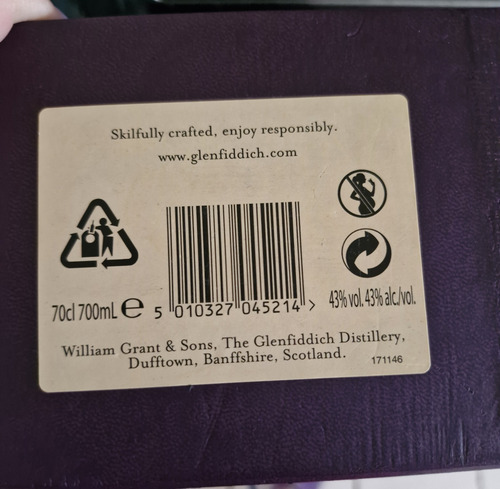 Skilfully crafted, enjoy responsibly.
www.glenfiddich.com
70cl 700mL e
5 010327 045214 >
43% vol. 43% alc./vol.
William Grant & Sons, The Glenfiddich Distillery,
Dufftown, Banffshire, Scotland.
171146